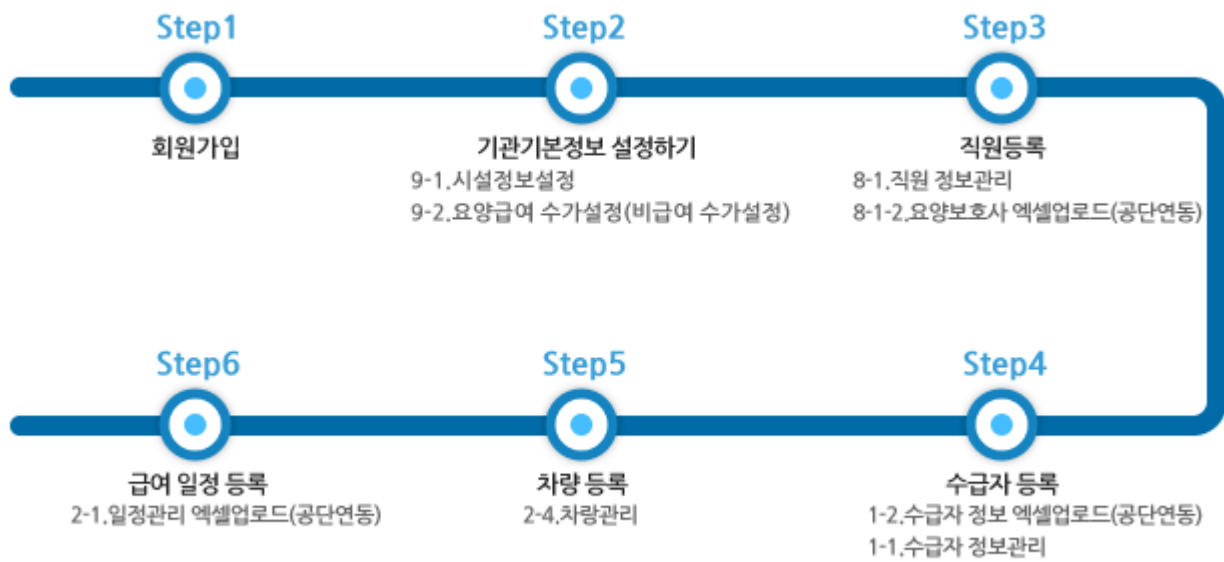 Step1
회원가입
Step2
기관기본정보 설정하기
9-1.시설정보설정
9-2.요양급여 수가설정(비급여 수가설정)
Step3
직원등록
8-1.직원 정보관리
8-1-2.요양보호사 엑셀업로드(공단연동)
Step4
수급자 등록
1-2.수급자 정보 엑셀업로드(공단연동)
1-1.수급자 정보관리
Step5
차량 등록
2-4.차량관리
Step6
급여 일정 등록
2-1.일정관리 엑셀업로드(공단연동)